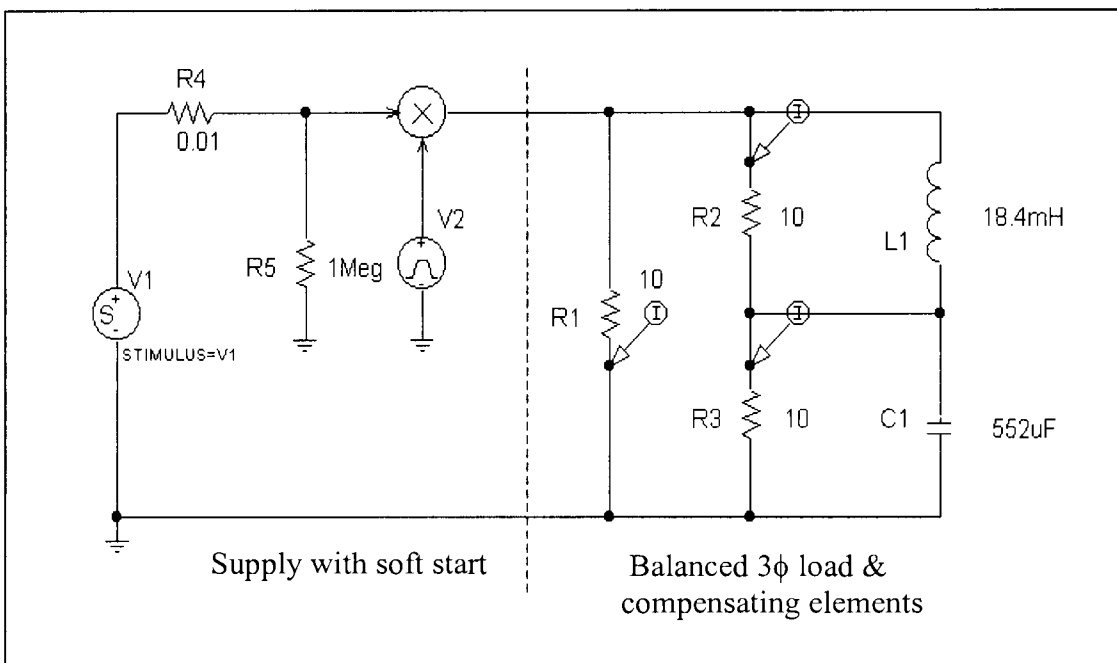 R4
0.01
V2
R5
1Meg
V1
S
STIMULUS=V1
R1
10
I
R2
10
I
L1
18.4mH
R3
10
I
C1
552uF
Supply with soft start
Balanced 3ϕ load &
compensating elements